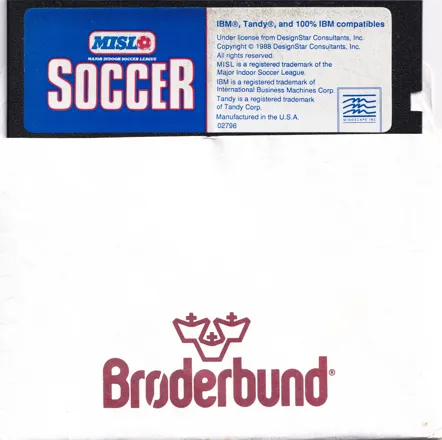 MISL
MAJOR INDOOR SOCCER LEAGUE
SOCCER
IBM®, Tandy®, and 100% IBM compatibles
Under license from DesignStar Consultants, Inc.
Copyright © 1988 DesignStar Consultants, Inc.
All rights reserved.
MISL is a registered trademark of the
Major Indoor Soccer League.
IBM is a registered trademark of
International Business Machines Corp.
Tandy is a registered trademark
of Tandy Corp.
Manufactured in the U.S.A.
02796
MINDSCAPE INC.
Brøderbund®